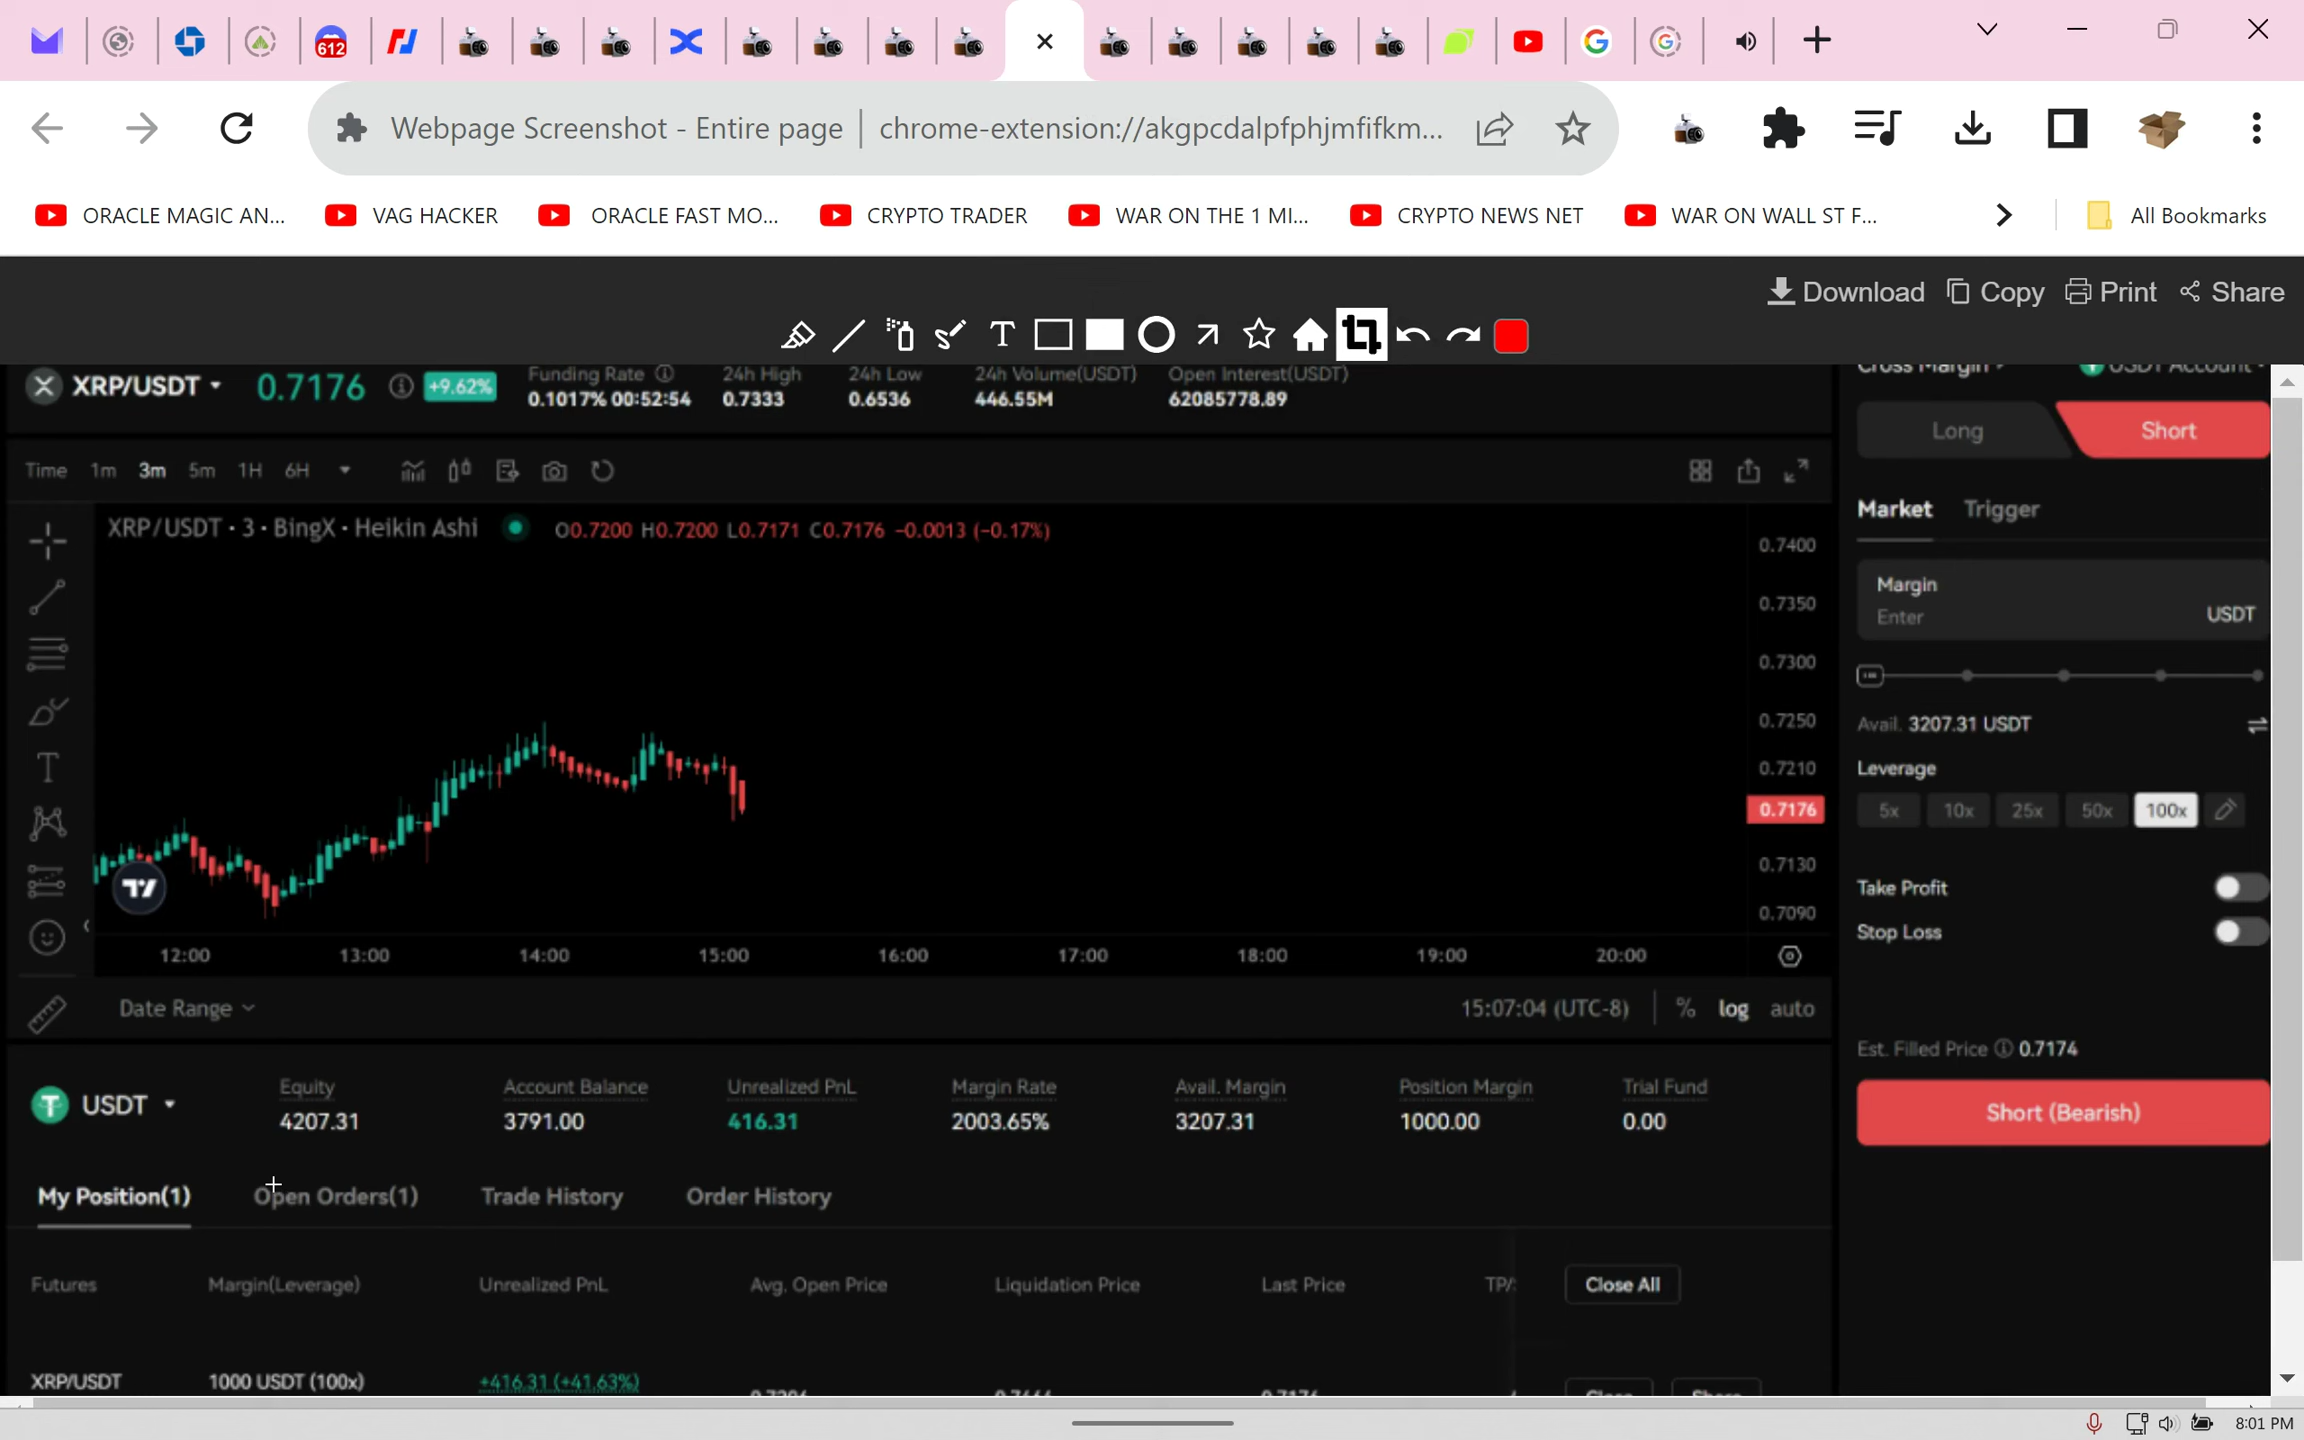 612
Webpage Screenshot - Entire page | chrome-extension://akgpcdalpfphjmfifkm...
ORACLE MAGIC AN... VAG HACKER ORACLE FAST MO... CRYPTO TRADER WAR ON THE 1 MI... CRYPTO NEWS NET WAR ON WALL ST F... All Bookmarks
Download Copy Print Share
T
XRP/USDT 0.7176 +9.62%
Funding Rate 24h High 24h Low 24h Volume(USDT) Open Interest(USDT)
0.1017% 00:52:54 0.7333 0.6536 446.55M 62085778.89
Cross Margin USDT Account
Long Short
Time 1m 3m 5m 1H 6H
Market Trigger
XRP/USDT · 3 · BingX · Heikin Ashi O0.7200 H0.7200 L0.7171 C0.7176 −0.0013 (−0.17%)
0.7400
0.7350
0.7300
0.7250
0.7210
0.7176
0.7130
0.7090
Margin
Enter USDT
Avail. 3207.31 USDT
Leverage
5x 10x 25x 50x 100x
Take Profit
Stop Loss
12:00 13:00 14:00 15:00 16:00 17:00 18:00 19:00 20:00
Date Range 15:07:04 (UTC-8) % log auto
Est. Filled Price 0.7174
Short (Bearish)
USDT
Equity Account Balance Unrealized PnL Margin Rate Avail. Margin Position Margin Trial Fund
4207.31 3791.00 416.31 2003.65% 3207.31 1000.00 0.00
My Position(1) Open Orders(1) Trade History Order History
Futures Margin(Leverage) Unrealized PnL Avg. Open Price Liquidation Price Last Price TP/ Close All
XRP/USDT 1000 USDT (100x) +416.31 (+41.63%)
8:01 PM